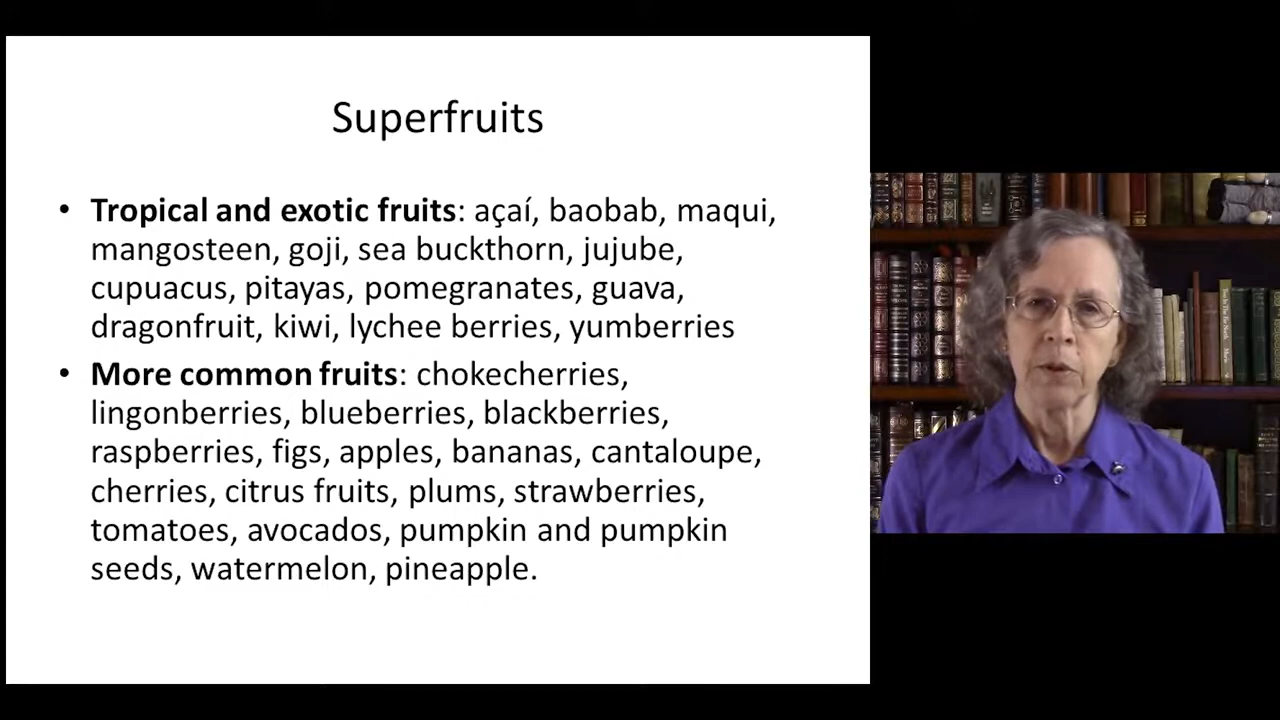 Superfruits
• Tropical and exotic fruits: açaí, baobab, maqui,
mangosteen, goji, sea buckthorn, jujube,
cupuacus, pitayas, pomegranates, guava,
dragonfruit, kiwi, lychee berries, yumberries
• More common fruits: chokecherries,
lingonberries, blueberries, blackberries,
raspberries, figs, apples, bananas, cantaloupe,
cherries, citrus fruits, plums, strawberries,
tomatoes, avocados, pumpkin and pumpkin
seeds, watermelon, pineapple.